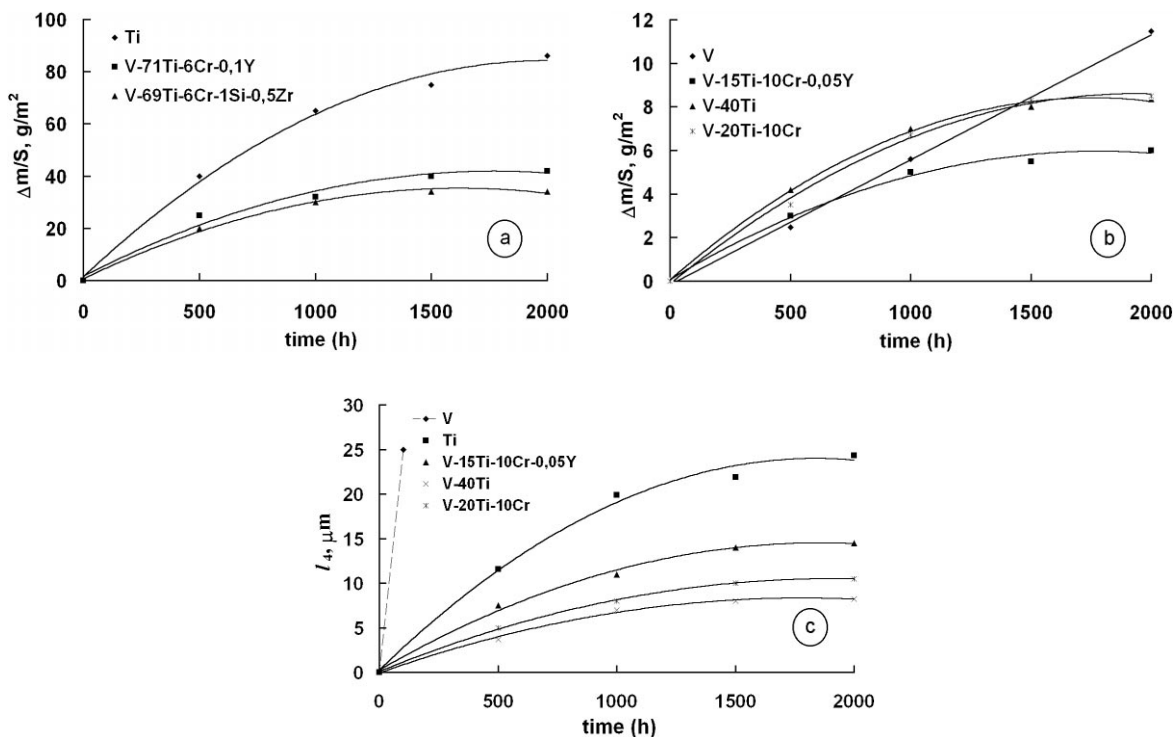 100
80
60
40
20
0
Δm/S, g/m²
Ti
V-71Ti-6Cr-0,1Y
V-69Ti-6Cr-1Si-0,5Zr
a
0 500 1000 1500 2000
time (h)
12
10
8
6
4
2
0
Δm/S, g/m²
V
V-15Ti-10Cr-0,05Y
V-40Ti
V-20Ti-10Cr
b
0 500 1000 1500 2000
time (h)
30
25
20
15
10
5
0
l₄, μm
V
Ti
V-15Ti-10Cr-0,05Y
V-40Ti
V-20Ti-10Cr
c
0 500 1000 1500 2000
time (h)